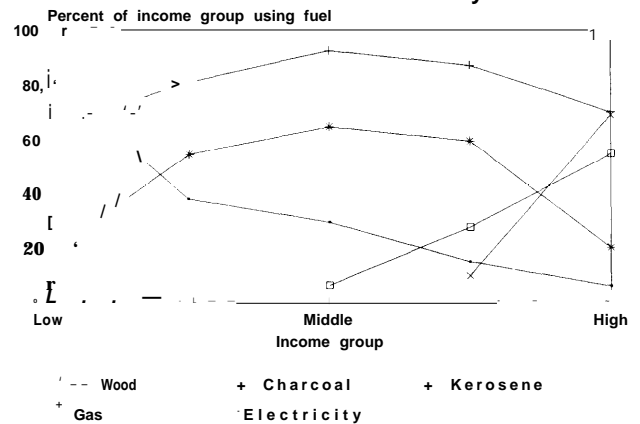 Percent of income group using fuel
100
80
60
40
20
0
Low Middle High
Income group
Wood + Charcoal + Kerosene
+ Gas Electricity